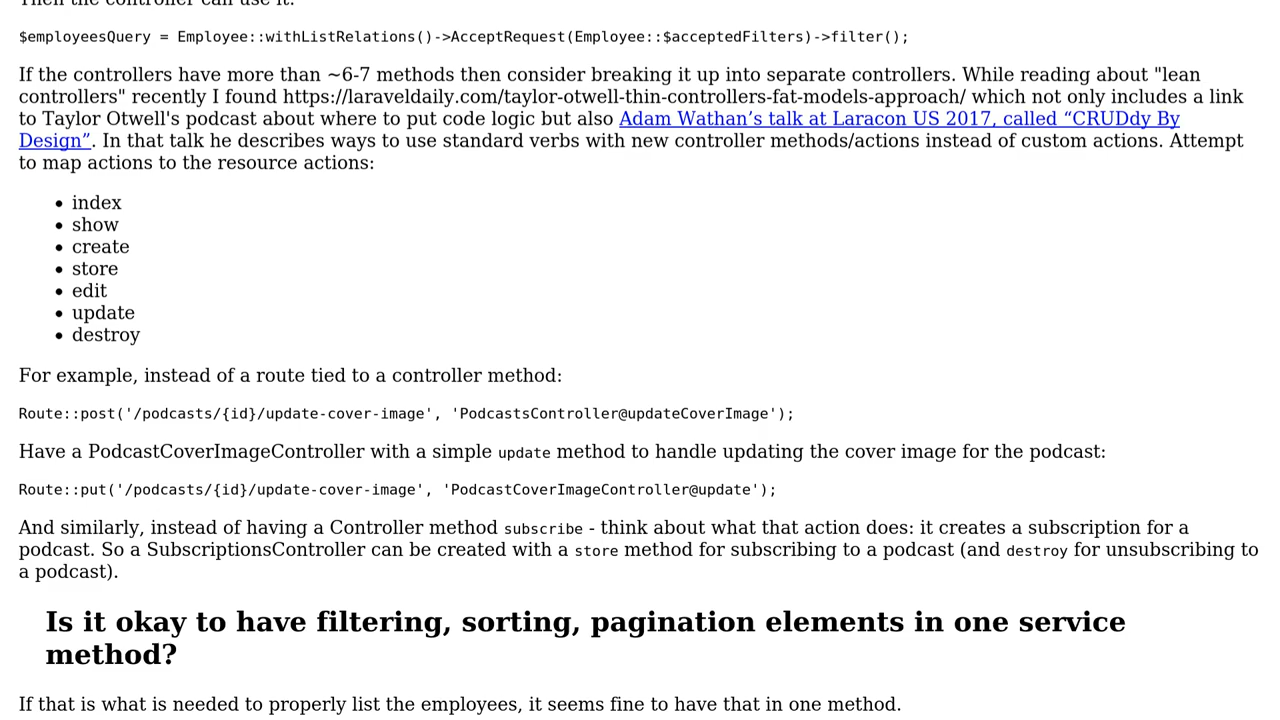 Then the controller can use it:
$employeesQuery = Employee::withListRelations()->AcceptRequest(Employee::$acceptedFilters)->filter();
If the controllers have more than ~6-7 methods then consider breaking it up into separate controllers. While reading about "lean
controllers" recently I found https://laraveldaily.com/taylor-otwell-thin-controllers-fat-models-approach/ which not only includes a link
to Taylor Otwell's podcast about where to put code logic but also Adam Wathan’s talk at Laracon US 2017, called “CRUDdy By
Design”. In that talk he describes ways to use standard verbs with new controller methods/actions instead of custom actions. Attempt
to map actions to the resource actions:
• index
• show
• create
• store
• edit
• update
• destroy
For example, instead of a route tied to a controller method:
Route::post('/podcasts/{id}/update-cover-image', 'PodcastsController@updateCoverImage');
Have a PodcastCoverImageController with a simple update method to handle updating the cover image for the podcast:
Route::put('/podcasts/{id}/update-cover-image', 'PodcastCoverImageController@update');
And similarly, instead of having a Controller method subscribe - think about what that action does: it creates a subscription for a
podcast. So a SubscriptionsController can be created with a store method for subscribing to a podcast (and destroy for unsubscribing to
a podcast).
Is it okay to have filtering, sorting, pagination elements in one service
method?
If that is what is needed to properly list the employees, it seems fine to have that in one method.